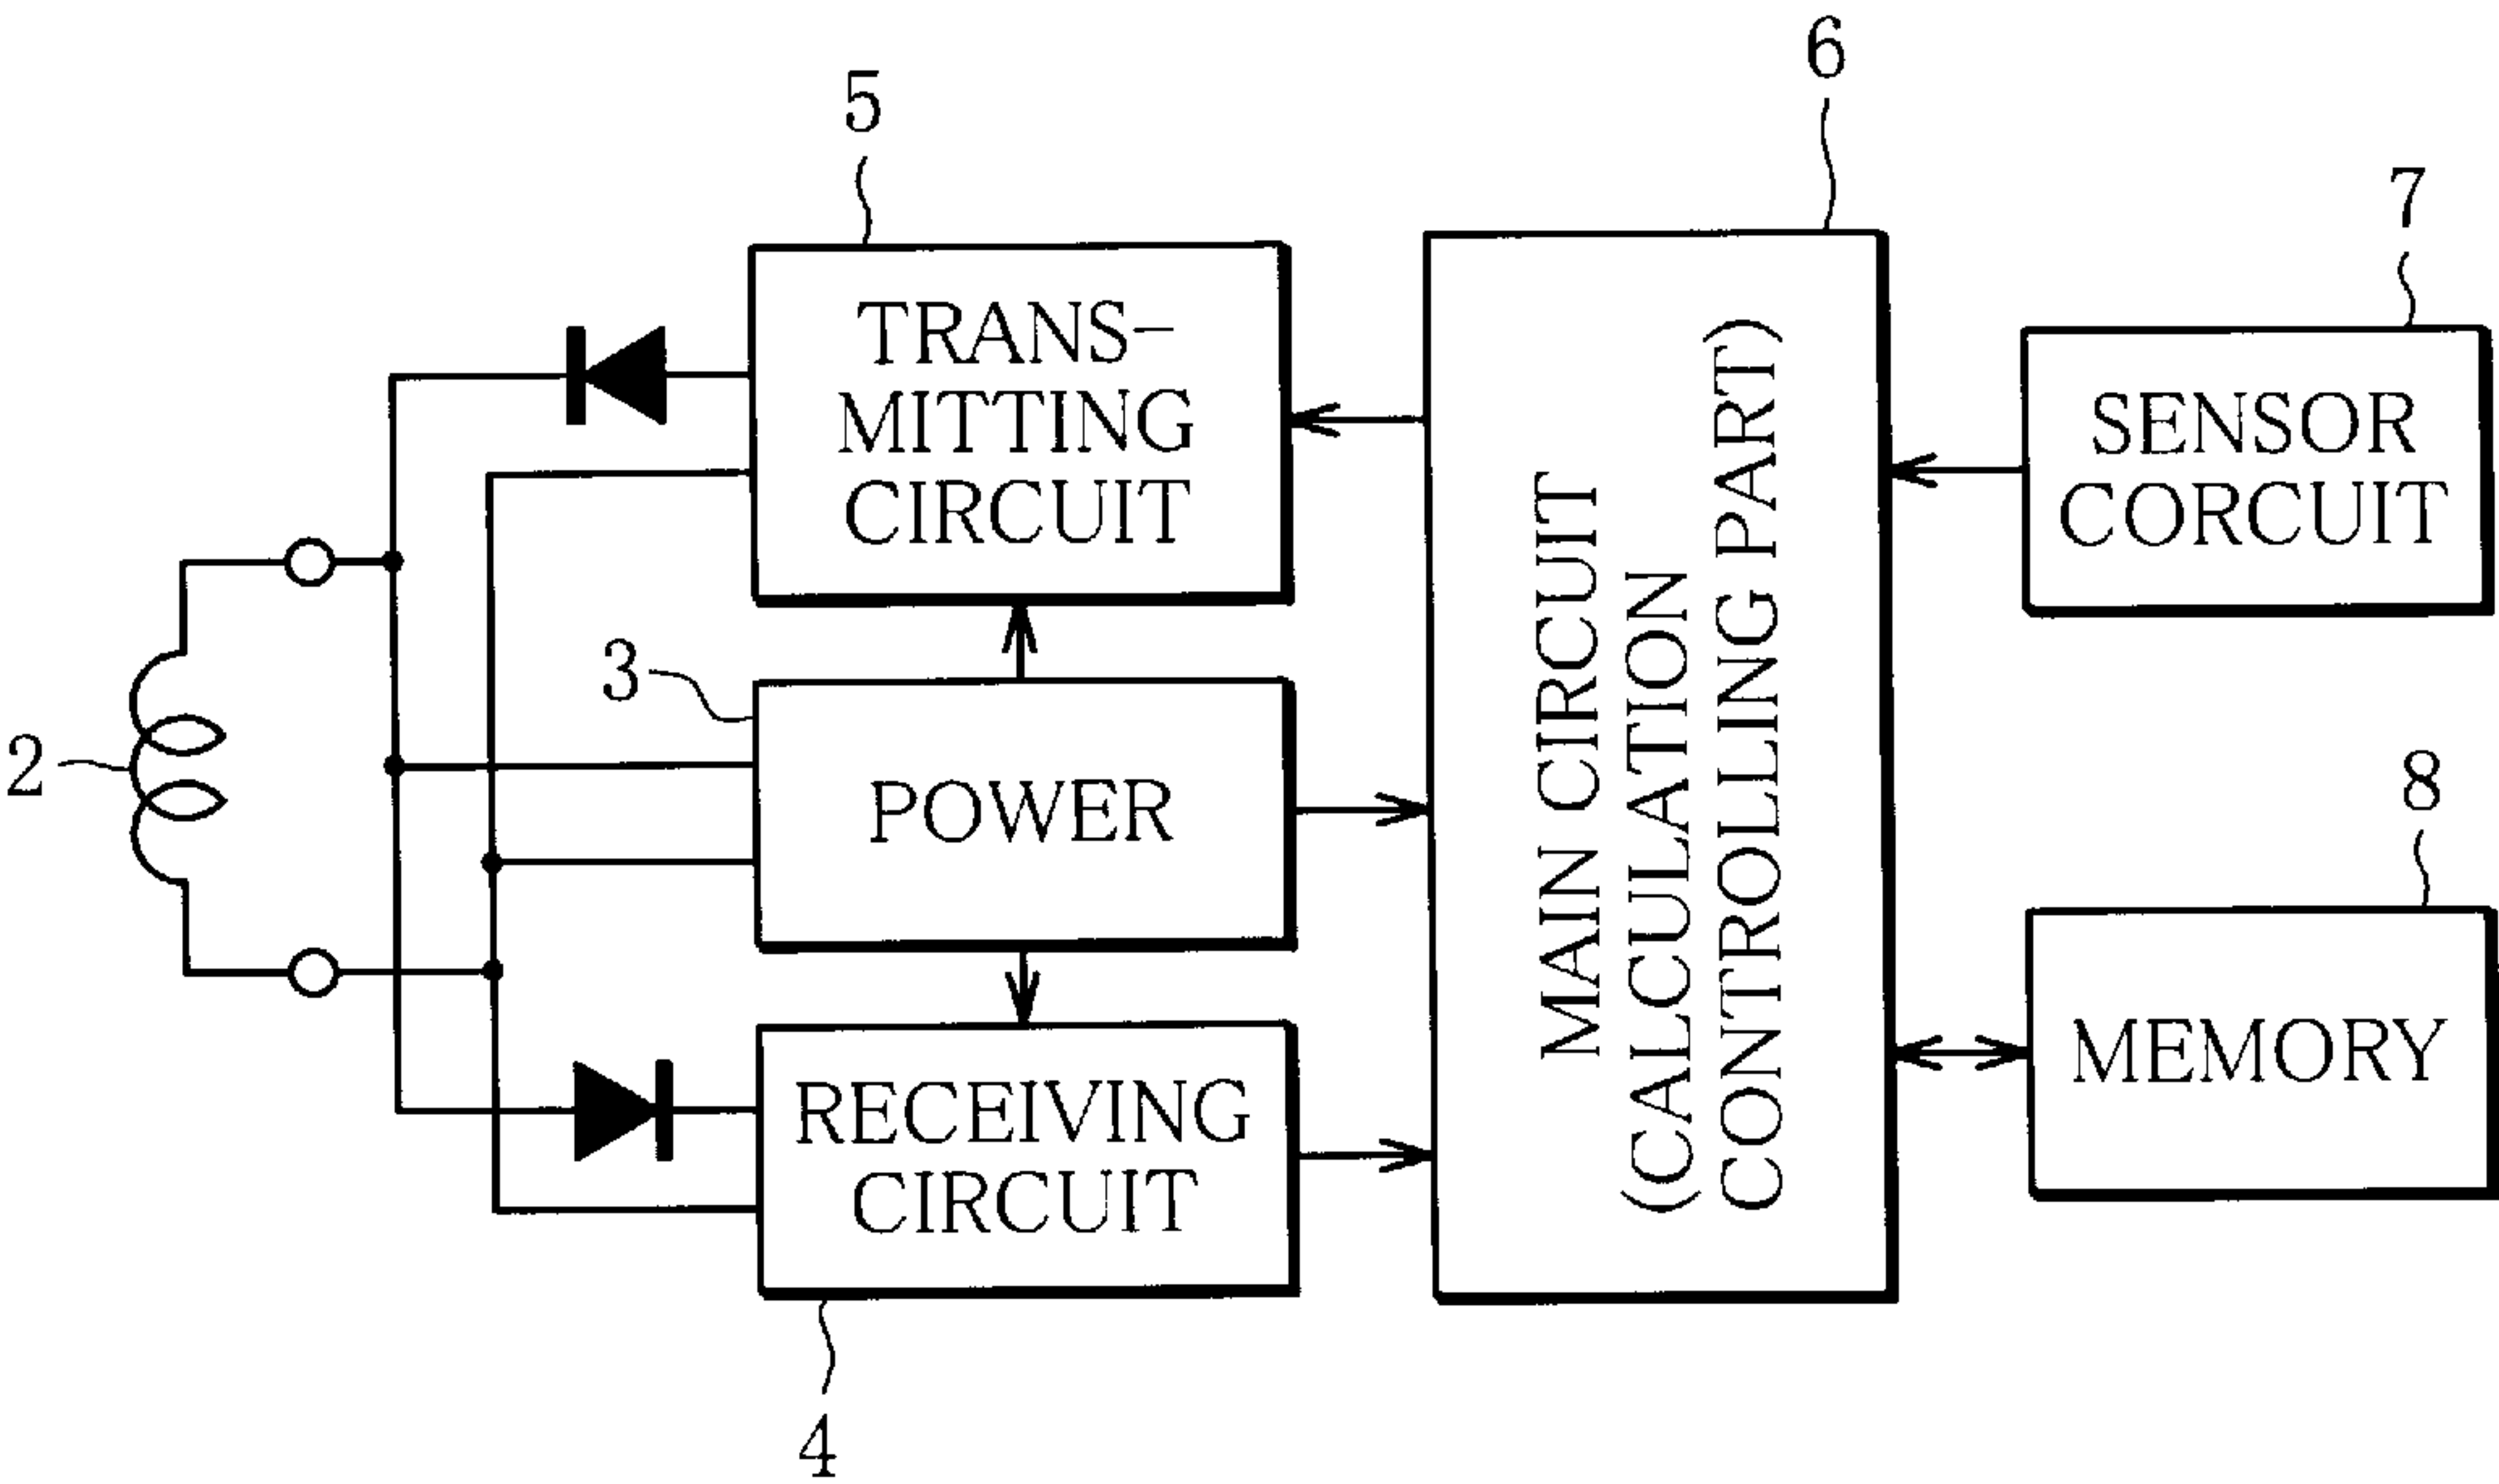 5
TRANS-
MITTING
CIRCUIT
3
POWER
2
RECEIVING
CIRCUIT
4
6
MAIN CIRCUIT
(CALCULATION
CONTROLLING PART)
7
SENSOR
CORCUIT
8
MEMORY